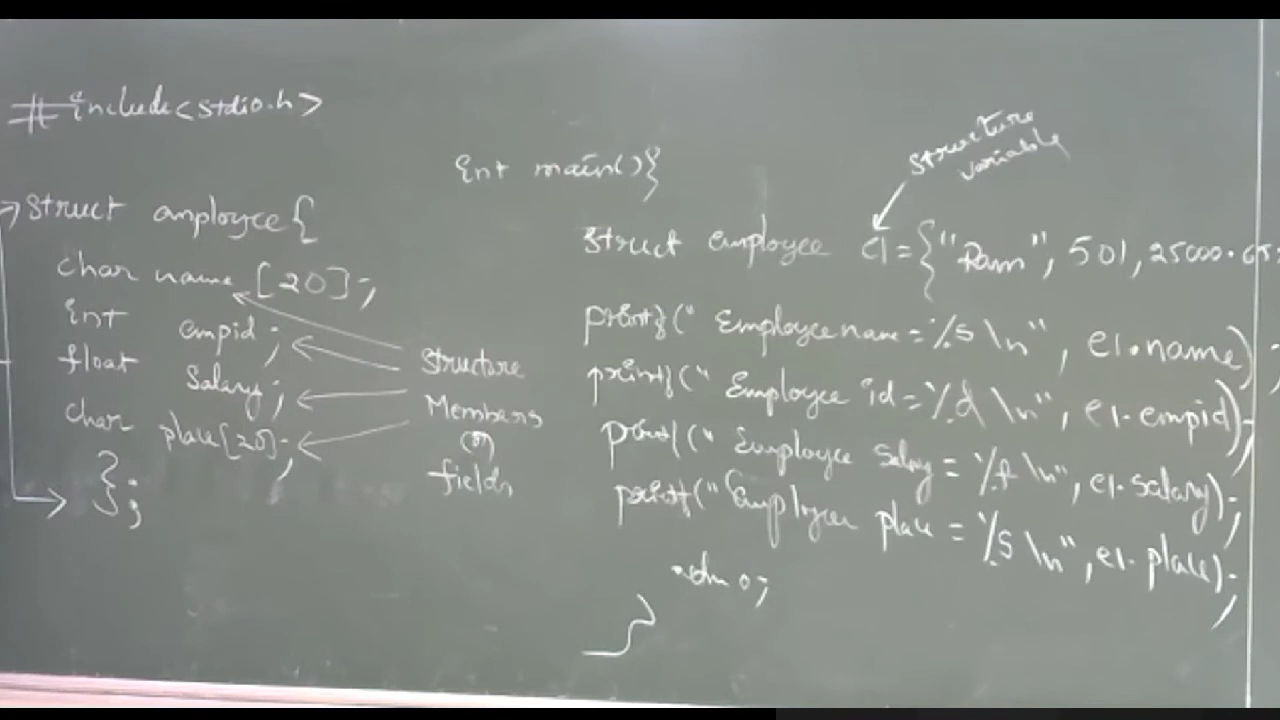 #include<stdio.h>
struct amployee{
char name [20];
int empid;
float Salary;
char place[20];
};
Structure
Members
(or)
fields
int main(){
structure
variable
struct employee e1={"Ram", 501, 25000.65
printf(" Employee name=%s \n", e1.name);
printf(" Employee id=%d \n", e1.empid);
printf(" Employee Salary = %f \n", e1.salary);
printf("Employee place = %s \n", e1.place);
return 0;
}